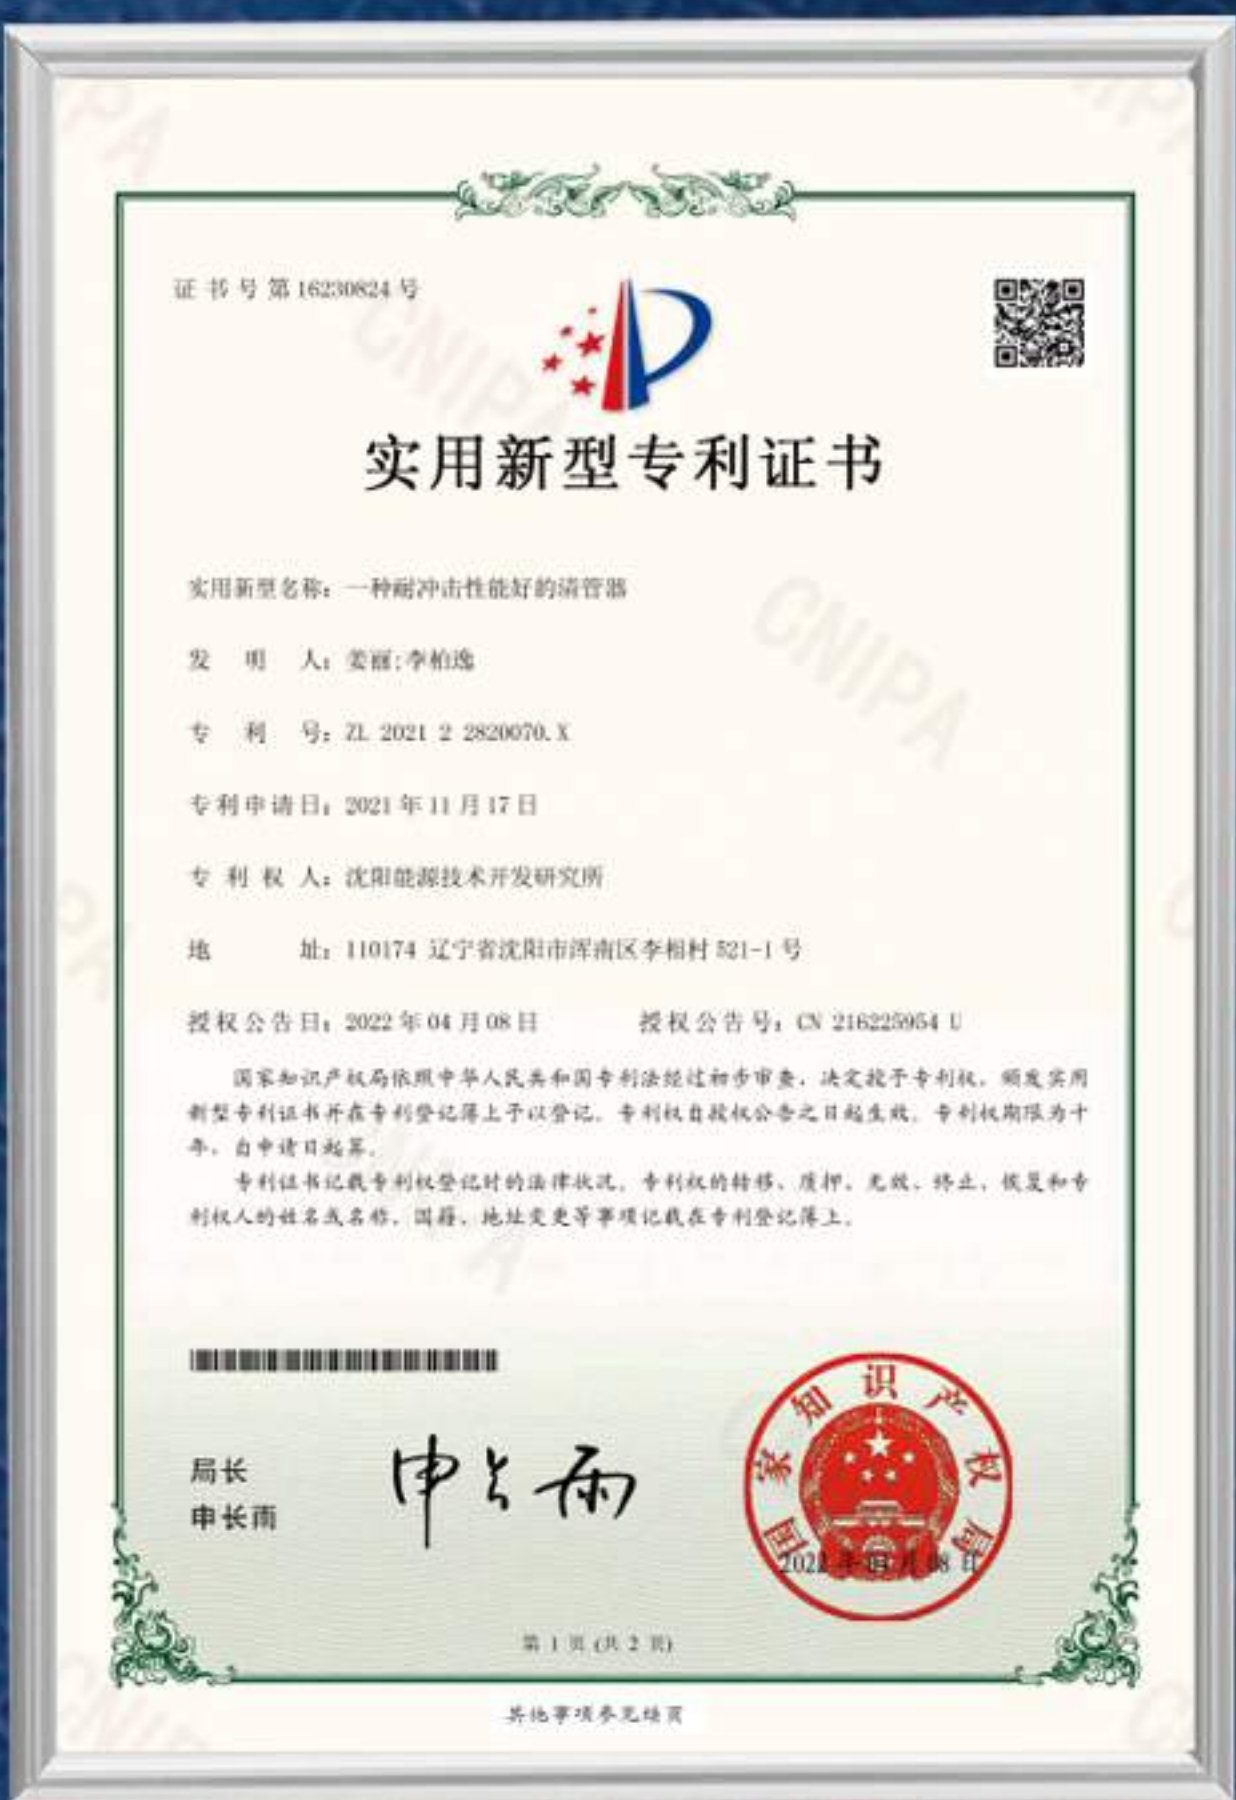 证书号第16230824号
实用新型专利证书
实用新型名称：一种耐冲击性能好的清管器
发明人：姜丽;李柏逸
专利号：ZL 2021 2 2820070.X
专利申请日：2021年11月17日
专利权人：沈阳能源技术开发研究所
地址：110174 辽宁省沈阳市浑南区李相村521-1号
授权公告日：2022年04月08日 授权公告号：CN 216225954 U
国家知识产权局依照中华人民共和国专利法经过初步审查，决定授予专利权，颁发实用
新型专利证书并在专利登记簿上予以登记。专利权自授权公告之日起生效。专利权期限为十
年，自申请日起算。
专利证书记载专利权登记时的法律状况。专利权的转移、质押、无效、终止、恢复和专
利权人的姓名或名称、国籍、地址变更等事项记载在专利登记簿上。
局长
申长雨
申长雨
国家知识产权局
2022年04月08日
第 1 页 (共 2 页)
其他事项参见续页
CNIPA
CNIPA